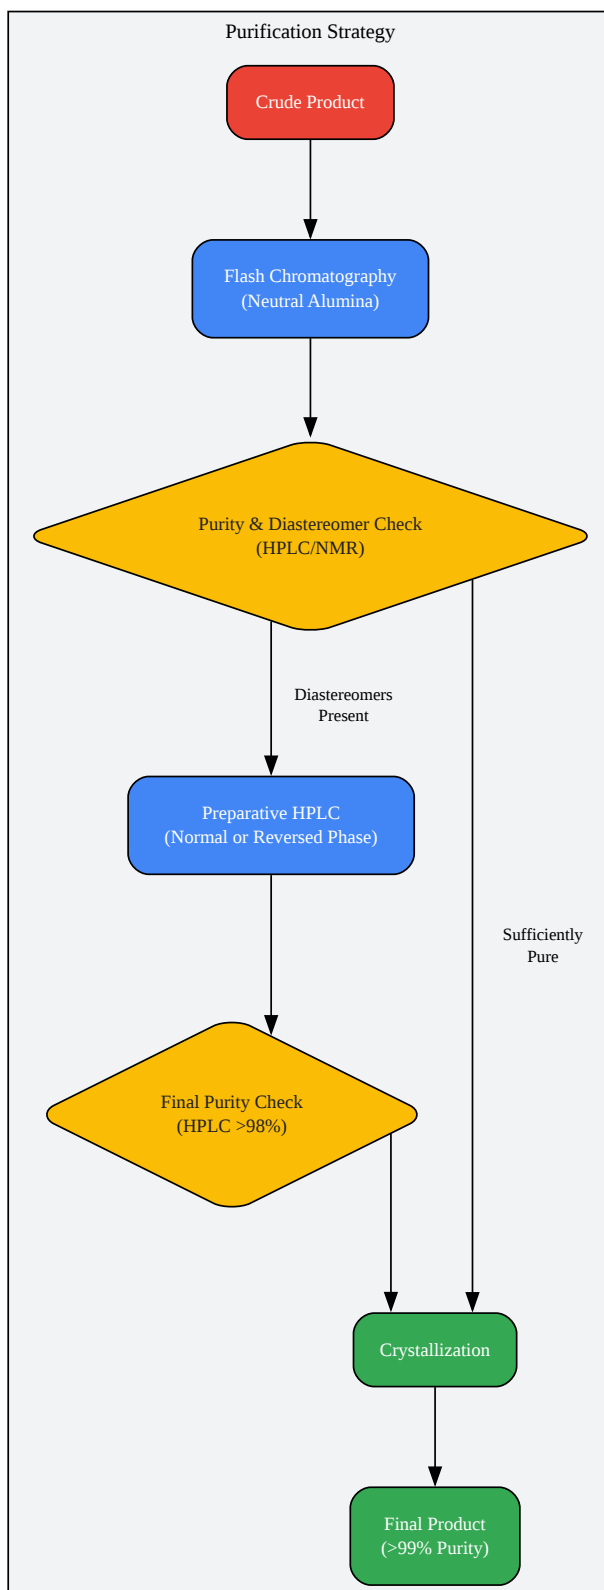 Purification Strategy
Crude Product
Flash Chromatography
(Neutral Alumina)
Purity & Diastereomer Check
(HPLC/NMR)
Diastereomers
Present
Preparative HPLC
(Normal or Reversed Phase)
Sufficiently
Pure
Final Purity Check
(HPLC >98%)
Crystallization
Final Product
(>99% Purity)